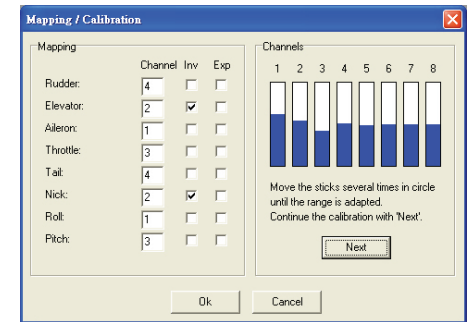 Mapping / Calibration
Mapping
Channel Inv Exp
Rudder: 4
Elevator: 2
Aileron: 1
Throttle: 3
Tail: 4
Nick: 2
Roll: 1
Pitch: 3
Channels
1 2 3 4 5 6 7 8
Move the sticks several times in circle
until the range is adapted.
Continue the calibration with 'Next'.
Next
Ok Cancel